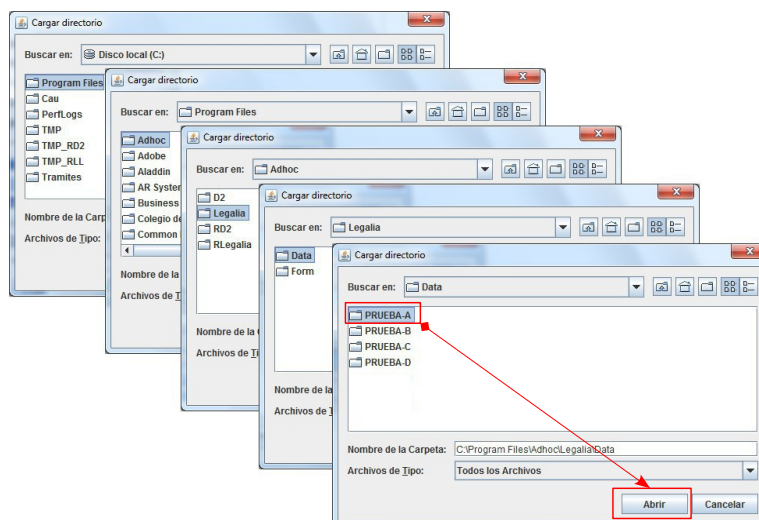 Cargar directorio
Buscar en: Disco local (C:)
Program Files
Cau
PerfLogs
TMP
TMP_RD2
TMP_RLL
Tramites
Nombre de la Carp
Archivos de Tipo:
Cargar directorio
Buscar en: Program Files
Adhoc
Adobe
Aladdin
AR System
Business
Colegio de
Common
Nombre de la
Archivos de T
Cargar directorio
Buscar en: Adhoc
D2
Legalia
RD2
RLegalia
Nombre de la
Archivos de Ti
Cargar directorio
Buscar en: Legalia
Data
Form
Nombre de la
Archivos de T
Cargar directorio
Buscar en: Data
PRUEBA-A
PRUEBA-B
PRUEBA-C
PRUEBA-D
Nombre de la Carpeta: C:\Program Files\Adhoc\Legalia\Data
Archivos de Tipo: Todos los Archivos
Abrir Cancelar